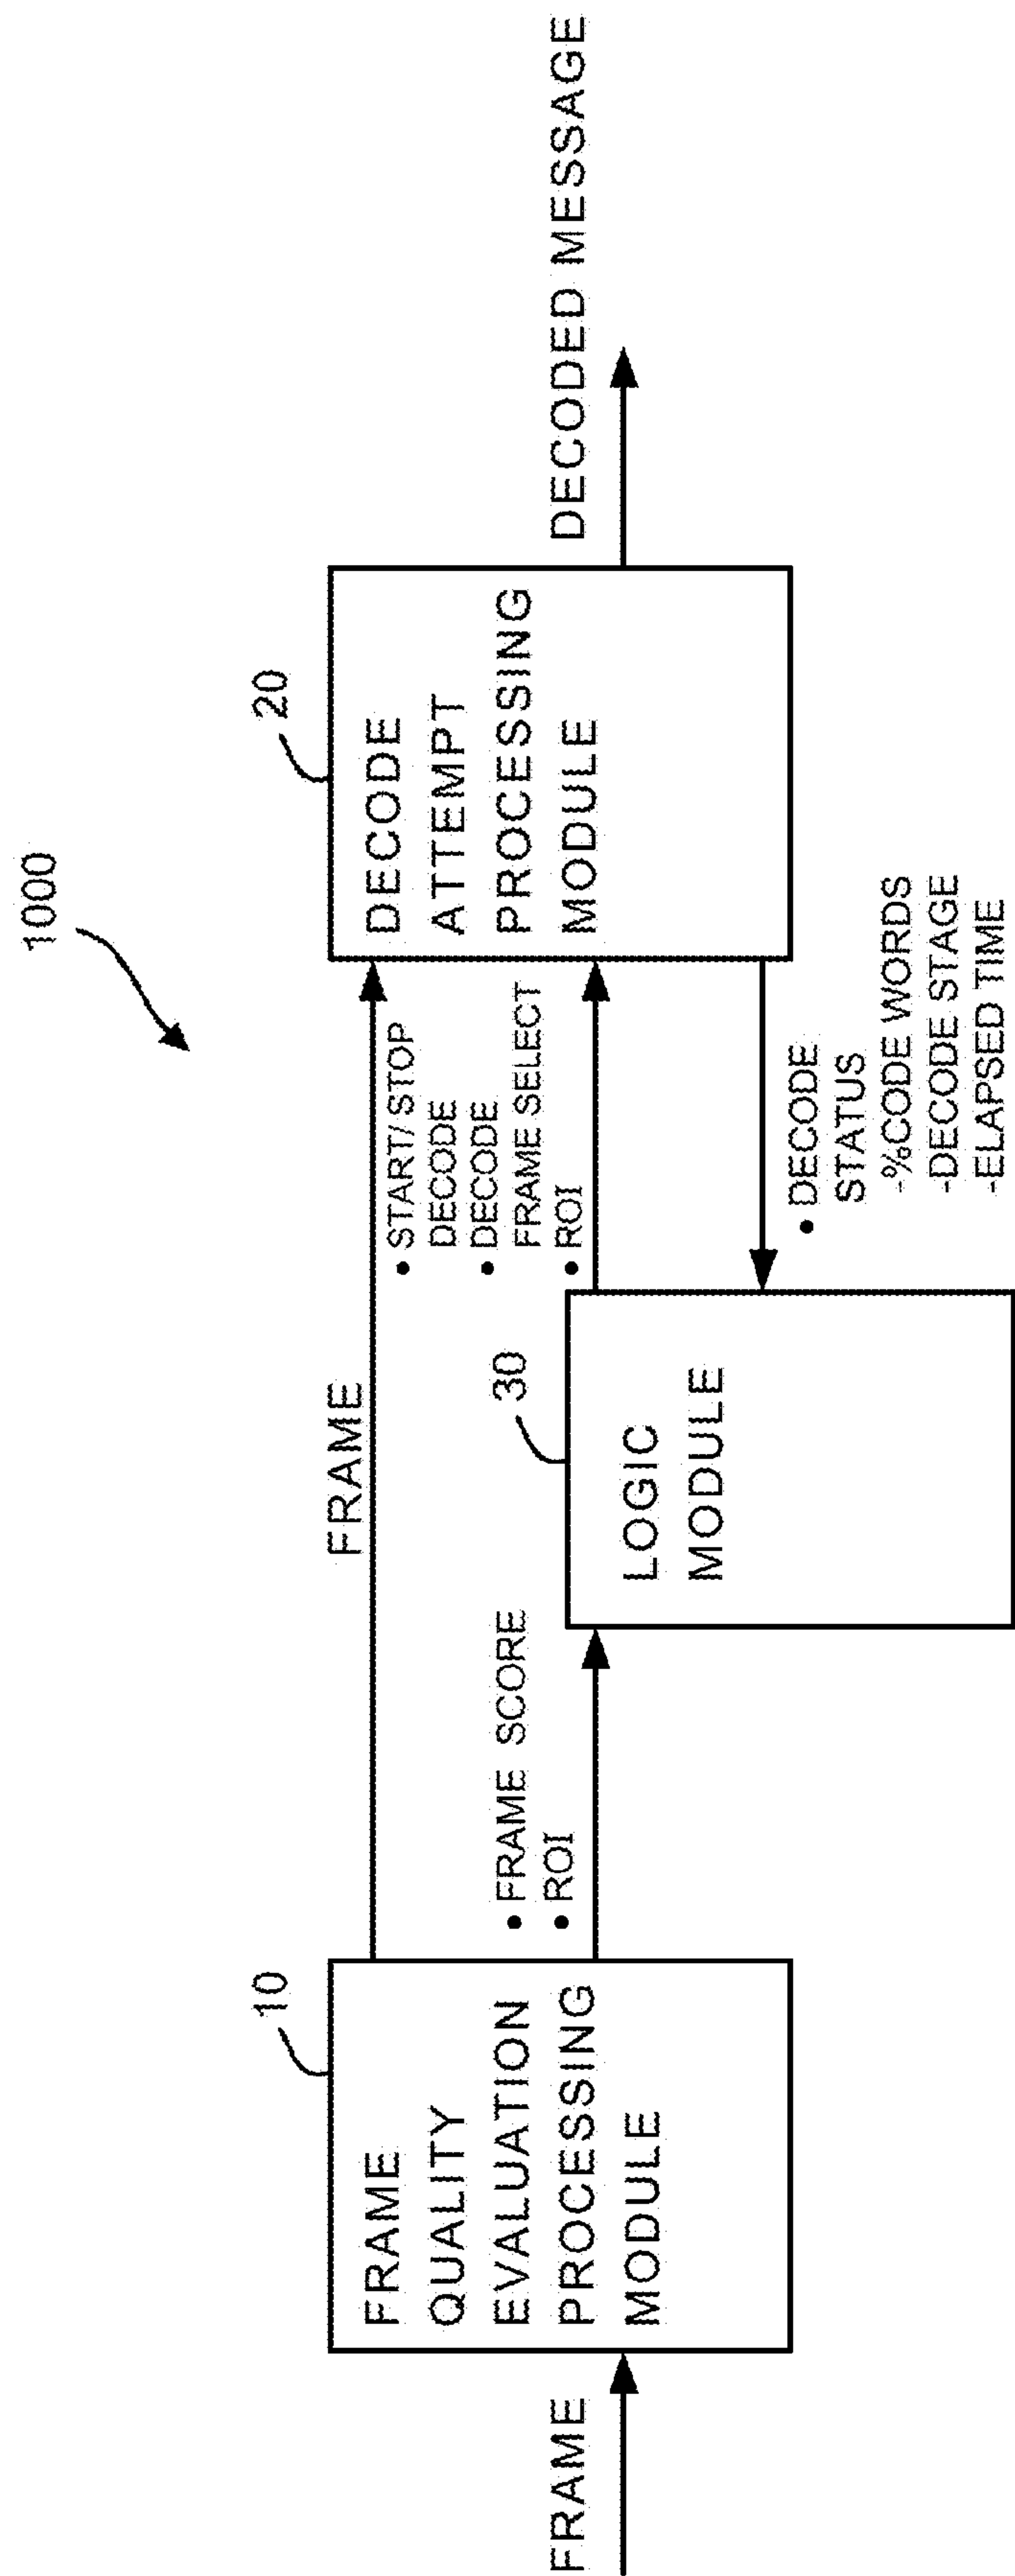 1000
FRAME
10
FRAME
QUALITY
EVALUATION
PROCESSING
MODULE
FRAME
• FRAME SCORE
• ROI
30
LOGIC
MODULE
• START/STOP
DECODE
• DECODE
FRAME SELECT
• ROI
20
DECODE
ATTEMPT
PROCESSING
MODULE
• DECODE
STATUS
-%CODE WORDS
-DECODE STAGE
-ELAPSED TIME
DECODED MESSAGE